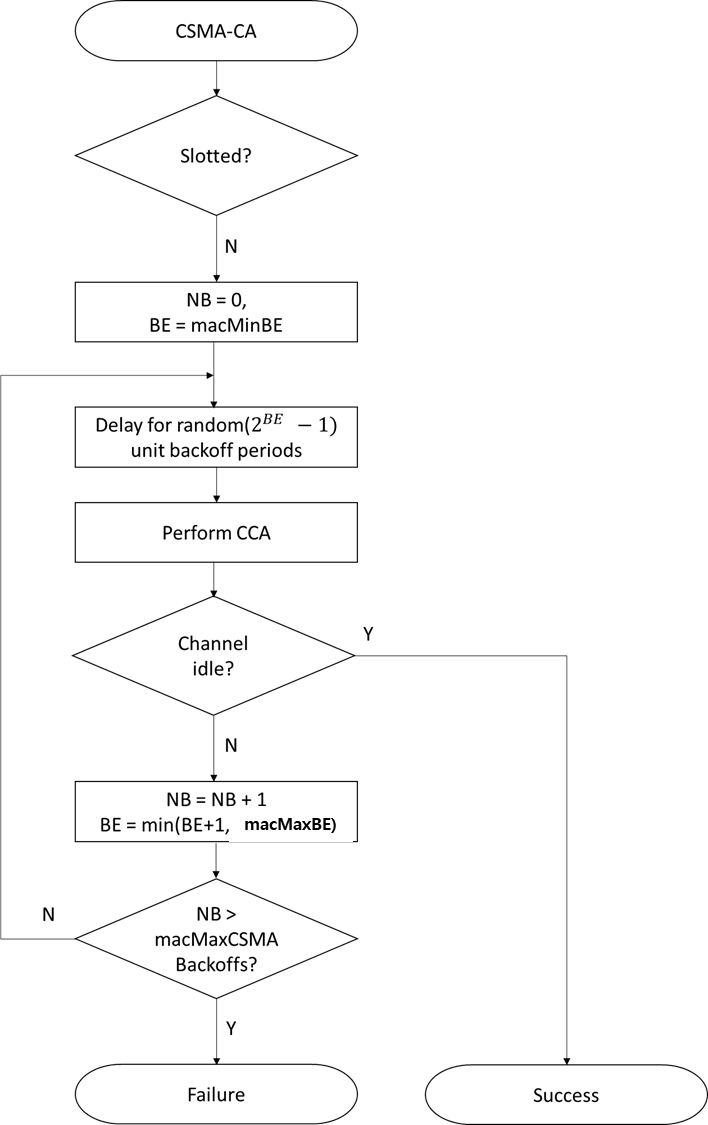 CSMA-CA
Slotted?
N
NB = 0,
BE = macMinBE
Delay for random(2^{BE} − 1)
unit backoff periods
Perform CCA
Channel
idle?
Y
N
NB = NB + 1
BE = min(BE+1, macMaxBE)
N
NB >
macMaxCSMA
Backoffs?
Y
Failure
Success